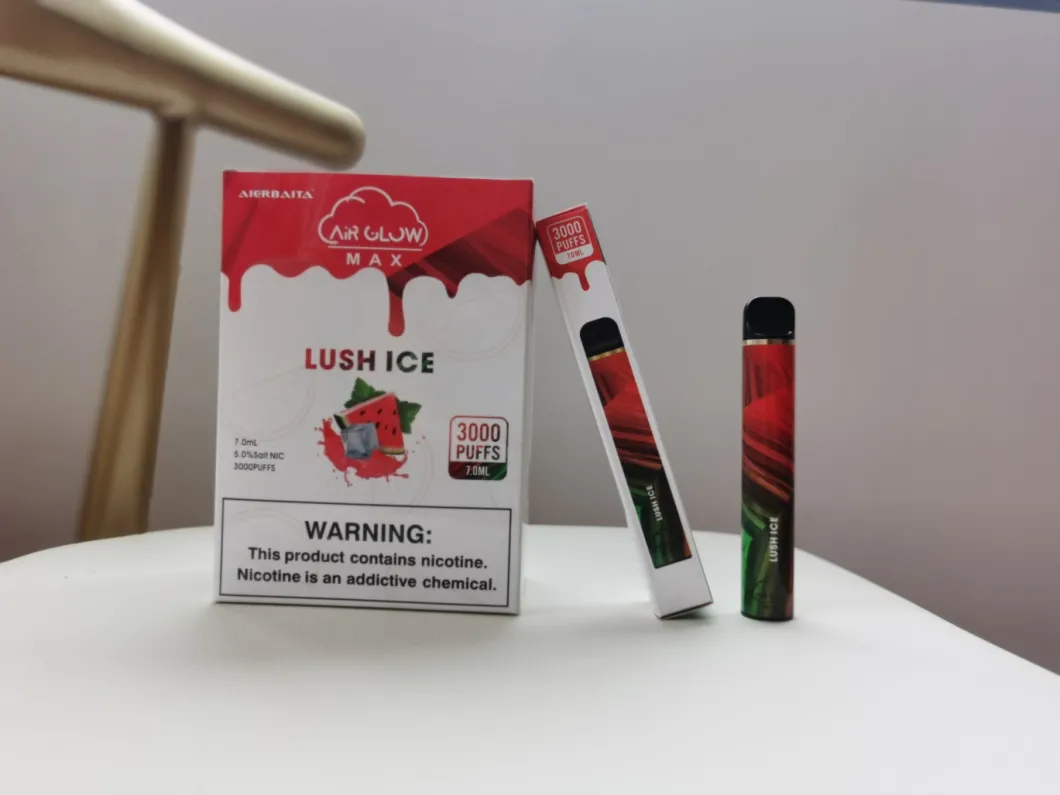 AIERBAITA
AiR GLOW
MAX
LUSH ICE
7.0mL
5.0%Salt NIC
3000PUFFS
3000
PUFFS
7.0ML
WARNING:
This product contains nicotine.
Nicotine is an addictive chemical.
3000
PUFFS
7.0ML
LUSH ICE
LUSH ICE